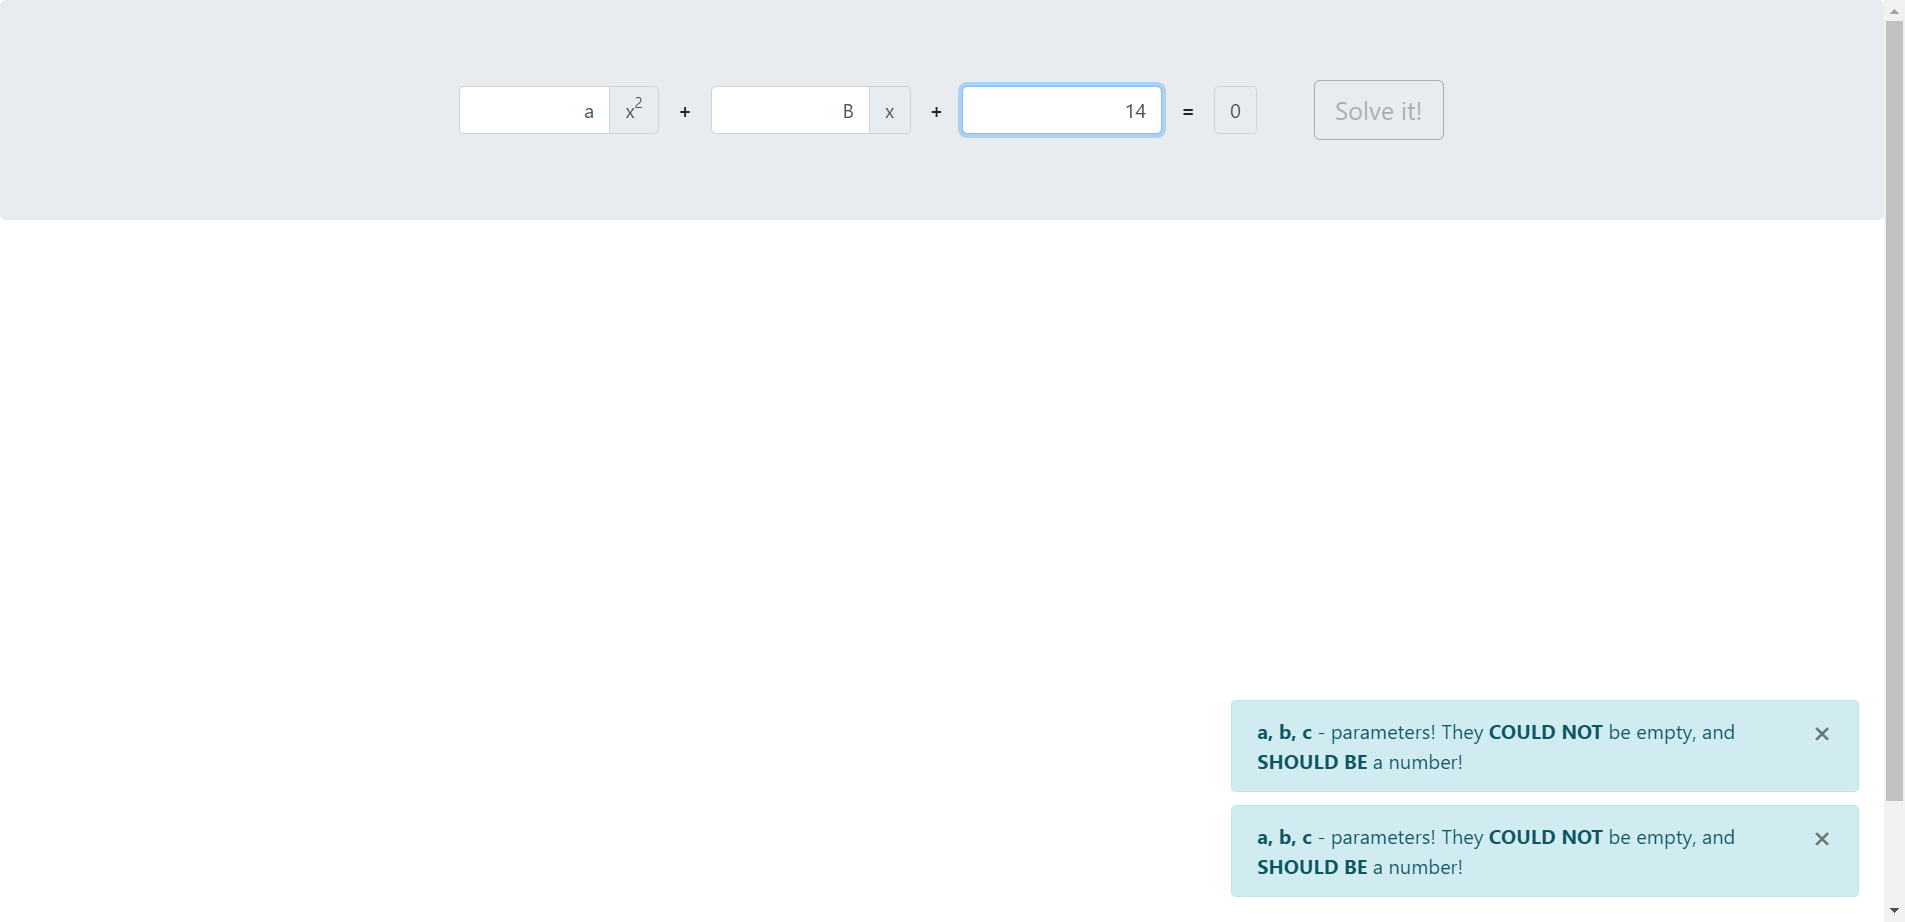 a x² + B x + 14 = 0 Solve it!
a, b, c - parameters! They COULD NOT be empty, and
SHOULD BE a number!
a, b, c - parameters! They COULD NOT be empty, and
SHOULD BE a number!